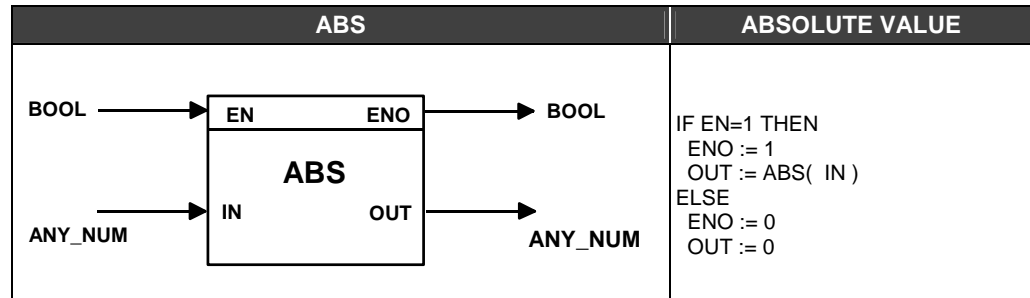 ABS
ABSOLUTE VALUE
BOOL
EN
ENO
BOOL
ABS
IN
OUT
ANY_NUM
ANY_NUM
IF EN=1 THEN
ENO := 1
OUT := ABS( IN )
ELSE
ENO := 0
OUT := 0